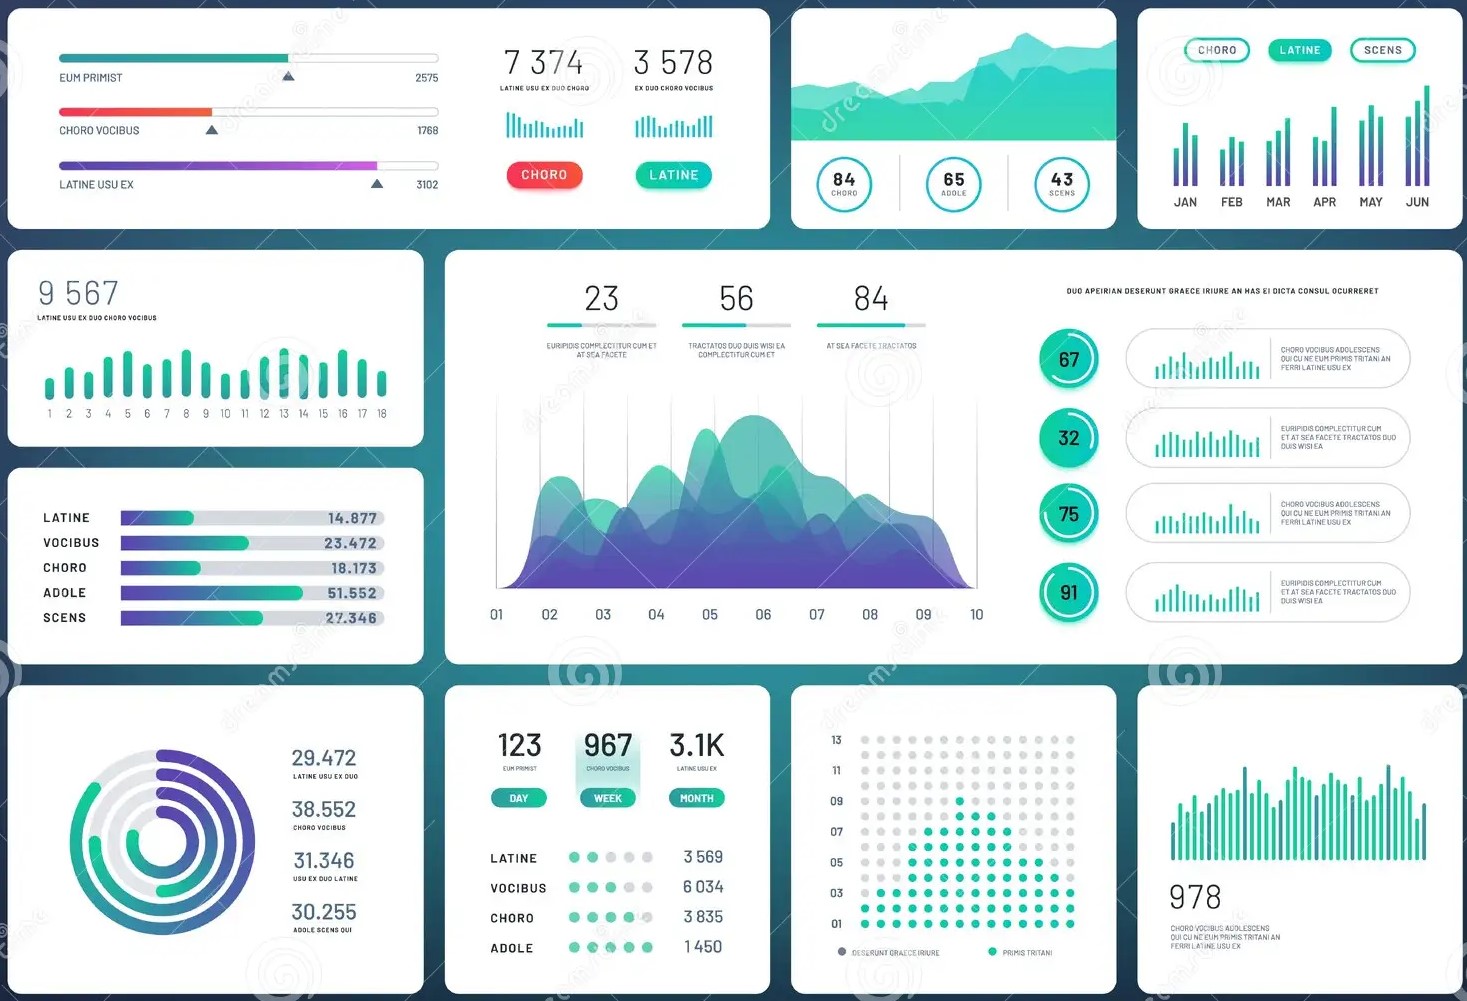 EUM PRIMIST 2575
CHORO VOCIBUS 1768
LATINE USU EX 3102
7 374
LATINE USU EX DUO CHORO
CHORO
3 578
EX DUO CHORO VOCIBUS
LATINE
84
CHORO
65
ADOLE
43
SCENS
CHORO LATINE SCENS
JAN FEB MAR APR MAY JUN
9 567
LATINE USU EX DUO CHORO VOCIBUS
1 2 3 4 5 6 7 8 9 10 11 12 13 14 15 16 17 18
LATINE 14.877
VOCIBUS 23.472
CHORO 18.173
ADOLE 51.552
SCENS 27.346
23
EURIPIDIS COMPLECTITUR CUM ET
AT SEA FACETE
56
TRACTATOS DUO DUIS WISI EA
COMPLECTITUR CUM ET
84
AT SEA FACETE TRACTATOS
01 02 03 04 05 06 07 08 09 10
DUO APEIRIAN DESERUNT GRAECE IRIURE AN HAS EI DICTA CONSUL OCURRERET
67
CHORO VOCIBUS ADOLESCENS
QUI CU NE EUM PRIMIS TRITANI AN
FERRI LATINE USU EX
32
EURIPIDIS COMPLECTITUR CUM
ET AT SEA FACETE TRACTATOS DUO
DUIS WISI EA
75
CHORO VOCIBUS ADOLESCENS
QUI CU NE EUM PRIMIS TRITANI AN
FERRI LATINE USU EX
91
EURIPIDIS COMPLECTITUR CUM
ET AT SEA FACETE TRACTATOS DUO
DUIS WISI EA
29.472
LATINE USU EX DUO
38.552
CHORO VOCIBUS
31.346
USU EX DUO LATINE
30.255
ADOLE SCENS QUI
123
EUM PRIMIST
DAY
967
CHORO VOCIBUS
WEEK
3.1K
LATINE USU EX
MONTH
LATINE 3 569
VOCIBUS 6 034
CHORO 3 835
ADOLE 1 450
13
11
09
07
05
03
01
DESERUNT GRAECE IRIURE PRIMIS TRITANI
978
CHORO VOCIBUS ADOLESCENS
QUI CU NE EUM PRIMIS TRITANI AN
FERRI LATINE USU EX
dreamstime
dreamstime
dreamstime
dreamstime
dreamstime
dreamstime
dreamstime